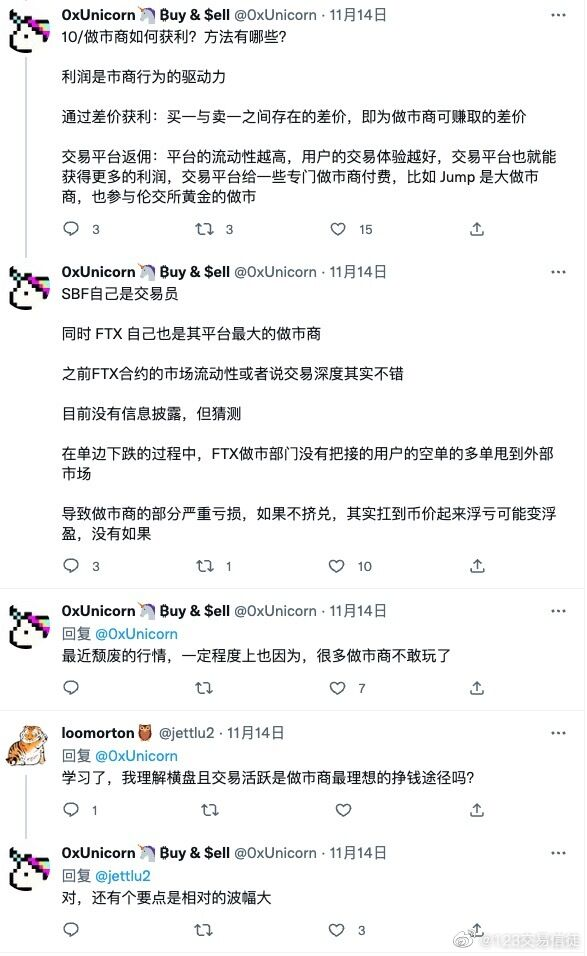 0xUnicorn🦄 ₿uy & $ell @0xUnicorn · 11月14日
10/做市商如何获利？方法有哪些？
利润是市商行为的驱动力
通过差价获利：买一与卖一之间存在的差价，即为做市商可赚取的差价
交易平台返佣：平台的流动性越高，用户的交易体验越好，交易平台也就能
获得更多的利润，交易平台给一些专门做市商付费，比如 Jump 是大做市
商，也参与伦交所黄金的做市
3 3 15
0xUnicorn🦄 ₿uy & $ell @0xUnicorn · 11月14日
SBF自己是交易员
同时 FTX 自己也是其平台最大的做市商
之前FTX合约的市场流动性或者说交易深度其实不错
目前没有信息披露，但猜测
在单边下跌的过程中，FTX做市部门没有把接的用户的空单的多单甩到外部
市场
导致做市商的部分严重亏损，如果不挤兑，其实扛到币价起来浮亏可能变浮
盈，没有如果
3 1 10
0xUnicorn🦄 ₿uy & $ell @0xUnicorn · 11月14日
回复 @0xUnicorn
最近颓废的行情，一定程度上也因为，很多做市商不敢玩了
7
loomorton🦉 @jettlu2 · 11月14日
回复 @0xUnicorn
学习了，我理解横盘且交易活跃是做市商最理想的挣钱途径吗？
1
0xUnicorn🦄 ₿uy & $ell @0xUnicorn · 11月14日
回复 @jettlu2
对，还有个要点是相对的波幅大
3
@123交易信徒